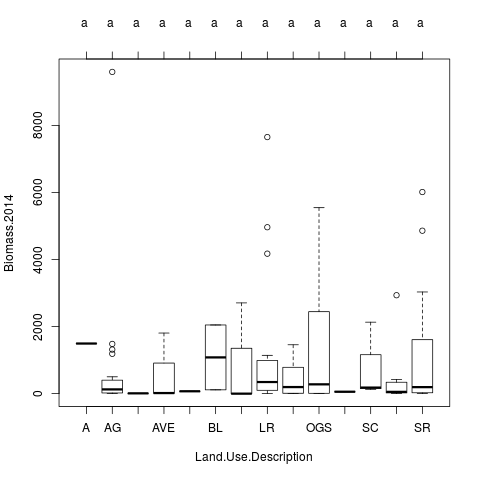 a a a a a a a a a a a a a a
Biomass.2014
8000
6000
4000
2000
0
A AG AVE BL LR OGS SC SR
Land.Use.Description